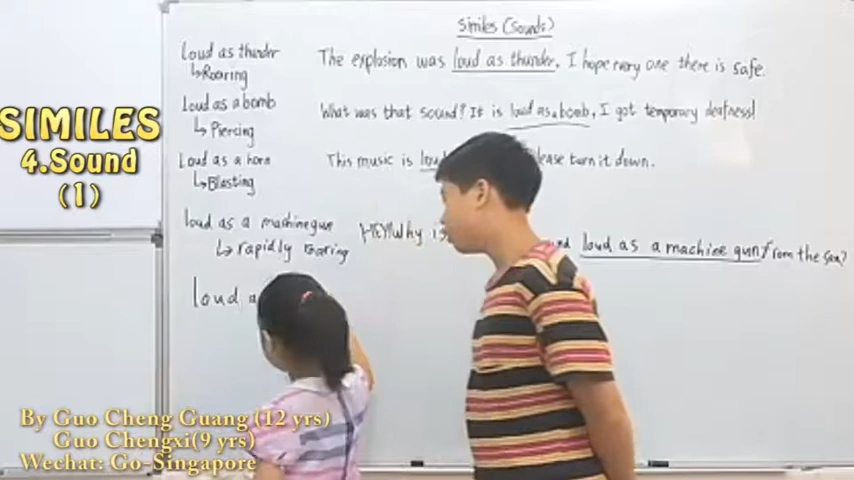 similes (sounds)
Loud as thunder
↳Roaring
The explosion was loud as thunder. I hope every one there is safe.
Loud as a bomb
↳ Piercing
What was that sound? It is loud as a bomb, I got temporary deafness!
Loud as a horn
↳Blasting
This music is lease turn it down.
loud as a machinegun
↳ rapidly roaring
Why is loud as a machine gun from the
loud a
SIMILES
4.Sound
(1)
By Guo Cheng Guang (12 yrs)
Guo Chengxi(9 yrs)
Wechat: Go-Singapore